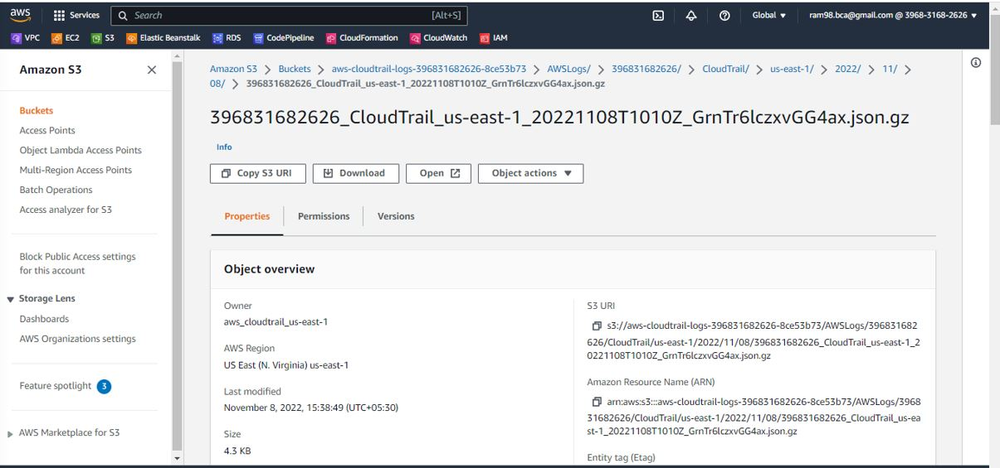 aws Services Search [Alt+S] Global ram98.bca@gmail.com @ 3968-3168-2626
VPC EC2 S3 Elastic Beanstalk RDS CodePipeline CloudFormation CloudWatch IAM
Amazon S3
Buckets
Access Points
Object Lambda Access Points
Multi-Region Access Points
Batch Operations
Access analyzer for S3
Block Public Access settings
for this account
Storage Lens
Dashboards
AWS Organizations settings
Feature spotlight 3
AWS Marketplace for S3
Amazon S3 > Buckets > aws-cloudtrail-logs-396831682626-8ce53b73 > AWSLogs/ > 396831682626/ > CloudTrail/ > us-east-1/ > 2022/ > 11/ >
08/ > 396831682626_CloudTrail_us-east-1_20221108T1010Z_GrnTr6lczxvGG4ax.json.gz
396831682626_CloudTrail_us-east-1_20221108T1010Z_GrnTr6lczxvGG4ax.json.gz
Info
Copy S3 URI Download Open Object actions
Properties Permissions Versions
Object overview
Owner
aws_cloudtrail_us-east-1
AWS Region
US East (N. Virginia) us-east-1
Last modified
November 8, 2022, 15:38:49 (UTC+05:30)
Size
4.3 KB
S3 URI
s3://aws-cloudtrail-logs-396831682626-8ce53b73/AWSLogs/396831682
626/CloudTrail/us-east-1/2022/11/08/396831682626_CloudTrail_us-east-1_2
0221108T1010Z_GrnTr6lczxvGG4ax.json.gz
Amazon Resource Name (ARN)
arn:aws:s3:::aws-cloudtrail-logs-396831682626-8ce53b73/AWSLogs/3968
31682626/CloudTrail/us-east-1/2022/11/08/396831682626_CloudTrail_us-ea
st-1_20221108T1010Z_GrnTr6lczxvGG4ax.json.gz
Entity tag (Etag)